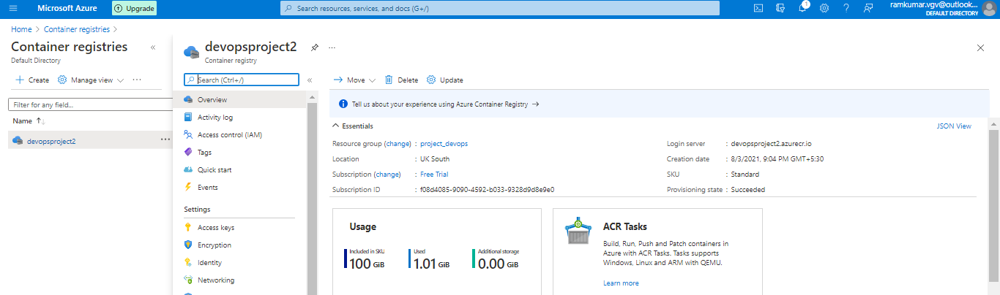 Microsoft Azure
Upgrade
Search resources, services, and docs (G+/)
1
ramkumar.vgv@outlook...
DEFAULT DIRECTORY
Home > Container registries >
Container registries
«
Default Directory
+ Create
Manage view
...
Filter for any field...
Name ↑↓
devopsproject2
...
devopsproject2
...
Container registry
Search (Ctrl+/)
«
Overview
Activity log
Access control (IAM)
Tags
Quick start
Events
Settings
Access keys
Encryption
Identity
Networking
→ Move
Delete
Update
Tell us about your experience using Azure Container Registry →
Essentials
JSON View
Resource group (change) : project_devops
Location : UK South
Subscription (change) : Free Trial
Subscription ID : f08d4085-9090-4592-b033-9328d9d8e9e0
Login server : devopsproject2.azurecr.io
Creation date : 8/3/2021, 9:04 PM GMT+5:30
SKU : Standard
Provisioning state : Succeeded
Usage
Included in SKU
100 GiB
Used
1.01 GiB
Additional storage
0.00 GiB
ACR Tasks
Build, Run, Push and Patch containers in
Azure with ACR Tasks. Tasks supports
Windows, Linux and ARM with QEMU.
Learn more